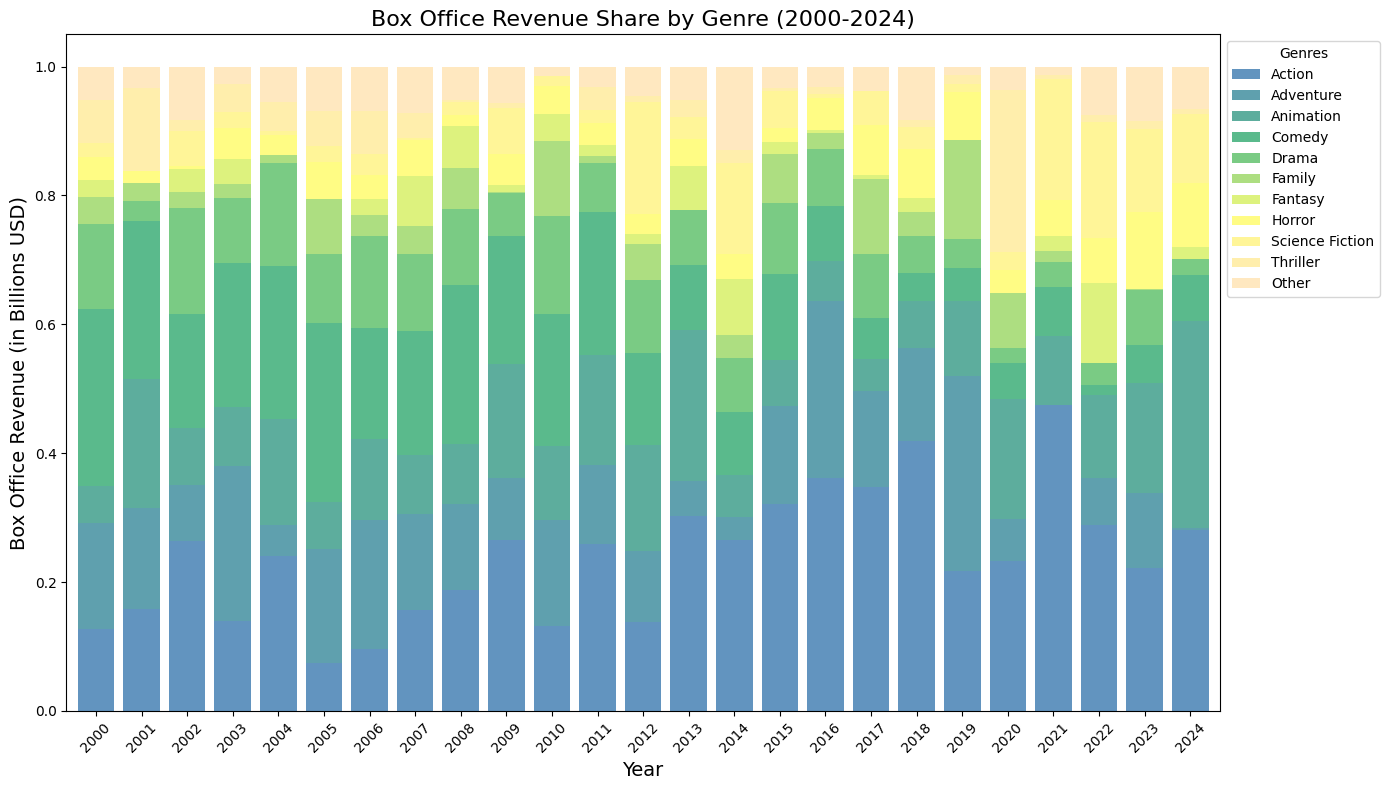 Box Office Revenue Share by Genre (2000-2024)
Box Office Revenue (in Billions USD)
1.0
0.8
0.6
0.4
0.2
0.0
2000
2001
2002
2003
2004
2005
2006
2007
2008
2009
2010
2011
2012
2013
2014
2015
2016
2017
2018
2019
2020
2021
2022
2023
2024
Year
Genres
Action
Adventure
Animation
Comedy
Drama
Family
Fantasy
Horror
Science Fiction
Thriller
Other